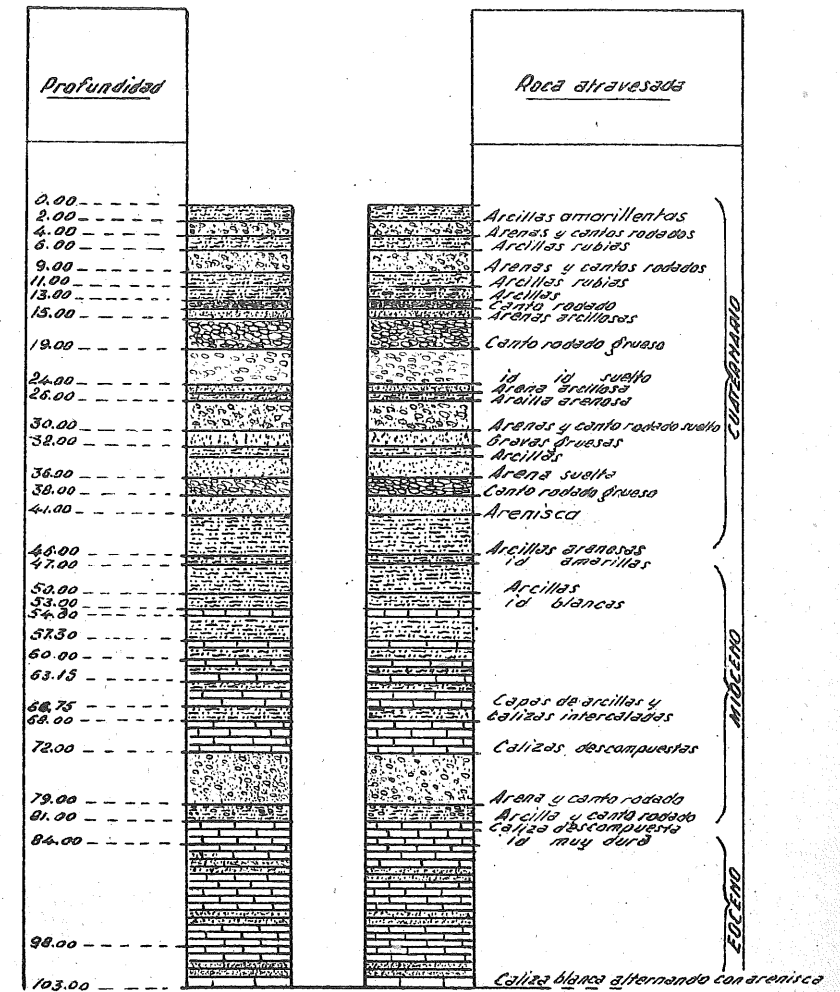 Profundidad
Roca atravesada
0.00
2.00
4.00
6.00
9.00
11.00
13.00
15.00
19.00
24.00
26.00
30.00
32.00
36.00
38.00
41.00
46.00
47.00
50.00
53.00
54.30
57.30
60.00
63.15
68.75
69.00
72.00
79.00
81.00
84.00
98.00
103.00
Arcillas amarillentas
Arenas y cantos rodados
Arcillas rubias
Arenas y cantos rodados
Arcillas rubias
Arcillas
Canto rodado
Arenas arcillosas
Canto rodado grueso
id id suelto
Arena arcillosa
Arcilla arenosa
Arenas y canto rodado suelto
Gravas gruesas
Arcillas
Arena suelta
Canto rodado grueso
Arenisca
Arcillas arenosas
id amarillas
Arcillas
id blancas
Capas de arcillas y
calizas intercaladas
Calizas descompuestas
Arena y canto rodado
Arcilla y canto rodado
Caliza descompuesta
id muy dura
Caliza blanca alternando con arenisca
CUATERNARIO
MIOCENO
EOCENO